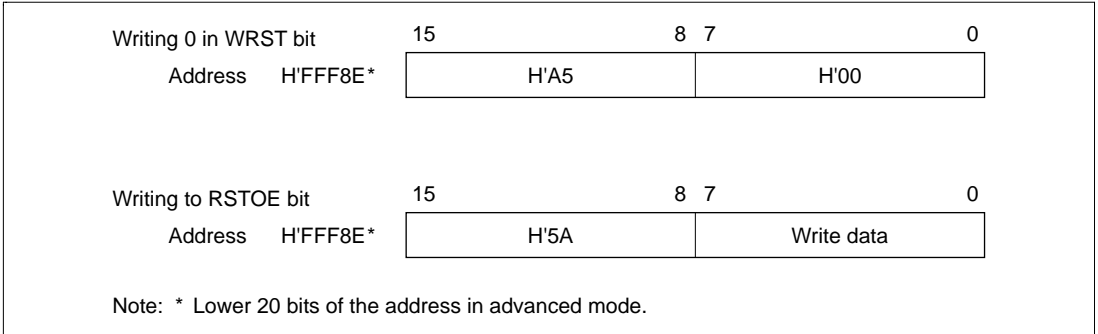 Writing 0 in WRST bit 15 8 7 0
Address H'FFF8E* H'A5 H'00
Writing to RSTOE bit 15 8 7 0
Address H'FFF8E* H'5A Write data
Note: * Lower 20 bits of the address in advanced mode.